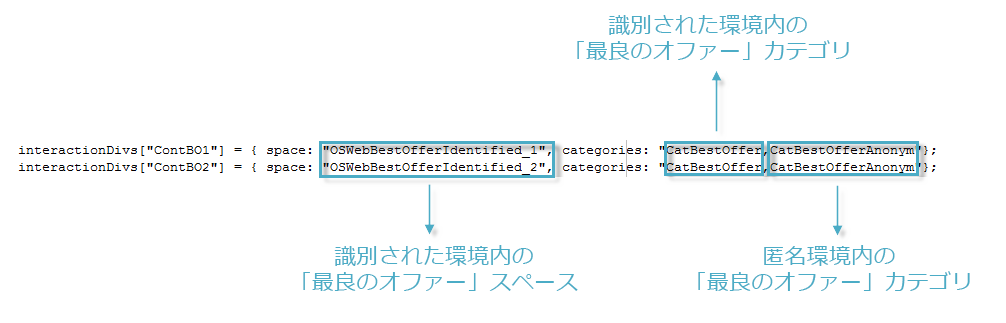 識別された環境内の
「最良のオファー」カテゴリ
interactionDivs["ContBO1"] = { space: "OSWebBestOfferIdentified_1", categories: "CatBestOffer,CatBestOfferAnonym"};
interactionDivs["ContBO2"] = { space: "OSWebBestOfferIdentified_2", categories: "CatBestOffer,CatBestOfferAnonym"};
識別された環境内の
「最良のオファー」スペース
匿名環境内の
「最良のオファー」カテゴリ